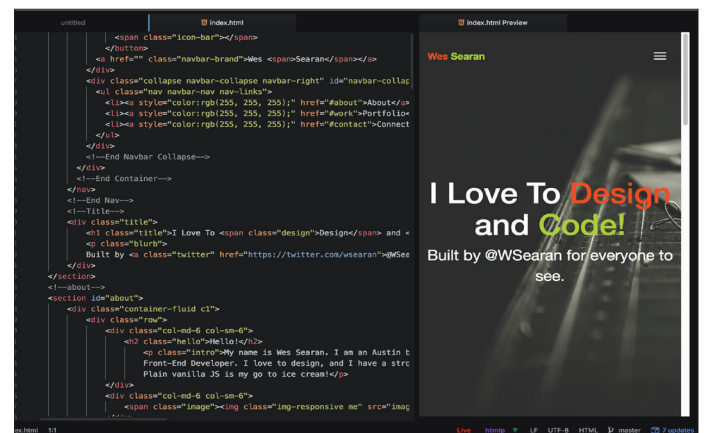 untitled
index.html
index.html Preview
<span class="icon-bar"></span>
</button>
<a href="" class="navbar-brand">Wes <span>Searan</span></a>
</div>
<div class="collapse navbar-collapse navbar-right" id="navbar-collap
<ul class="nav navbar-nav nav-links">
<li><a style="color:rgb(255, 255, 255);" href="#about">About</a>
<li><a style="color:rgb(255, 255, 255);" href="#work">Portfolio<
<li><a style="color:rgb(255, 255, 255);" href="#contact">Connect
</ul>
</div>
<!--End Navbar Collapse-->
</div>
<!--End Container-->
</nav>
<!--End Nav-->
<!--Title-->
<div class="title">
<h1 class="title">I Love To <span class="design">Design</span> and <
<p class="blurb">
Built by <a class="twitter" href="https://twitter.com/wsearan">@WSea
</div>
</section>
<!--about-->
<section id="about">
<div class="container-fluid c1">
<div class="row">
<div class="col-md-6 col-sm-6">
<h2 class="hello">Hello!</h2>
<p class="intro">My name is Wes Searan. I am an Austin b
Front-End Developer. I love to design, and I have a stro
Plain vanilla JS is my go to ice cream!</p>
</div>
<div class="col-md-6 col-sm-6">
<span class="image"><img class="img-responsive me" src="imag
Wes Searan
I Love To Design
and Code!
Built by @WSearan for everyone to
see.
ex.html 1:1
Live htmlp LF UTF-8 HTML master 7 updates